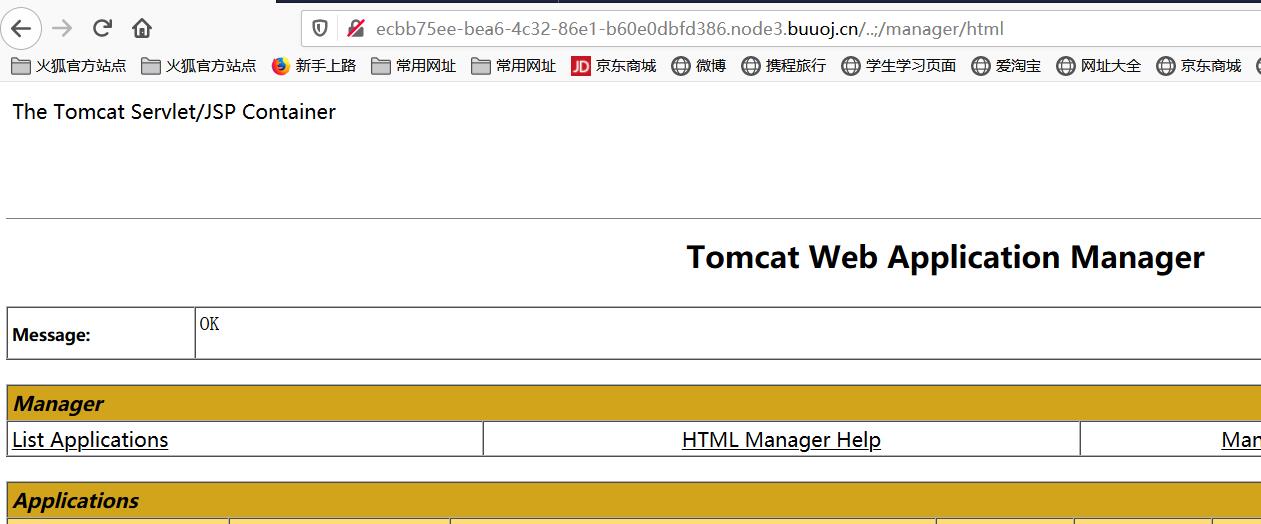 ecbb75ee-bea6-4c32-86e1-b60e0dbfd386.node3.buuoj.cn/..;/manager/html
火狐官方站点 火狐官方站点 新手上路 常用网址 常用网址 JD 京东商城 微博 携程旅行 学生学习页面 爱淘宝 网址大全 京东商城
The Tomcat Servlet/JSP Container
Tomcat Web Application Manager
Message: OK
Manager
List Applications HTML Manager Help Man
Applications